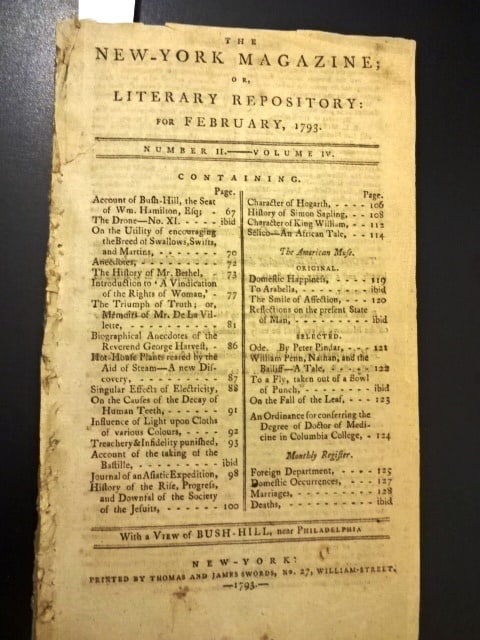 THE
NEW-YORK MAGAZINE;
OR,
LITERARY REPOSITORY:
FOR FEBRUARY, 1793.
NUMBER II.——VOLUME IV.
CONTAINING.
Page.
Account of Bush-Hill, the Seat
of Wm. Hamilton, Esq; - 67
The Drone—No. XI. - - - - ibid
On the Utility of encouraging
the Breed of Swallows, Swifts,
and Martins, - - - - - - - 70
Anecdotes, - - - - - - - - 72
The History of Mr. Bethel, - 73
Introduction to ' A Vindication
of the Rights of Woman,' - 77
The Triumph of Truth; or,
Memoirs of Mr. De La Vil-
lette, - - - - - - - - - 81
Biographical Anecdotes of the
Reverend George Harvest, - - 86
Hot-House Plants reared by the
Aid of Steam—A new Dis-
covery, - - - - - - - - 87
Singular Effects of Electricity, 88
On the Causes of the Decay of
Human Teeth, - - - - - - 91
Influence of Light upon Cloths
of various Colours, - - - - 92
Treachery & Infidelity punished, 93
Account of the taking of the
Bastille, - - - - - - - - ibid
Journal of an Asiatic Expedition, 98
History of the Rise, Progress,
and Downfal of the Society
of the Jesuits, - - - - - - 100
Page.
Character of Hogarth, - - - - 106
History of Simon Sapling, - - - 108
Character of King William, - - - 112
Selico—An African Tale, - - - 114
The American Muse.
ORIGINAL.
Domestic Happiness, - - - - - 119
To Arabella, - - - - - - - - ibid
The Smile of Affection, - - - - 120
Reflections on the present State
of Man, - - - - - - - - - ibid
SELECTED.
Ode. By Peter Pindar, - - - - 121
William Penn, Nathan, and the
Bailiff—A Tale, - - - - - - 122
To a Fly, taken out of a Bowl
of Punch, - - - - - - - - ibid
On the Fall of the Leaf, - - - 123
An Ordinance for conferring the
Degree of Doctor of Medi-
cine in Columbia College, - 124
Monthly Register.
Foreign Department, - - - - - 125
Domestic Occurrences, - - - - 127
Marriages, - - - - - - - - - 128
Deaths, - - - - - - - - - - ibid
With a VIEW of BUSH-HILL, near PHILADELPHIA
NEW-YORK:
PRINTED BY THOMAS AND JAMES SWORDS, No. 27, WILLIAM-STREET.
—1793.—